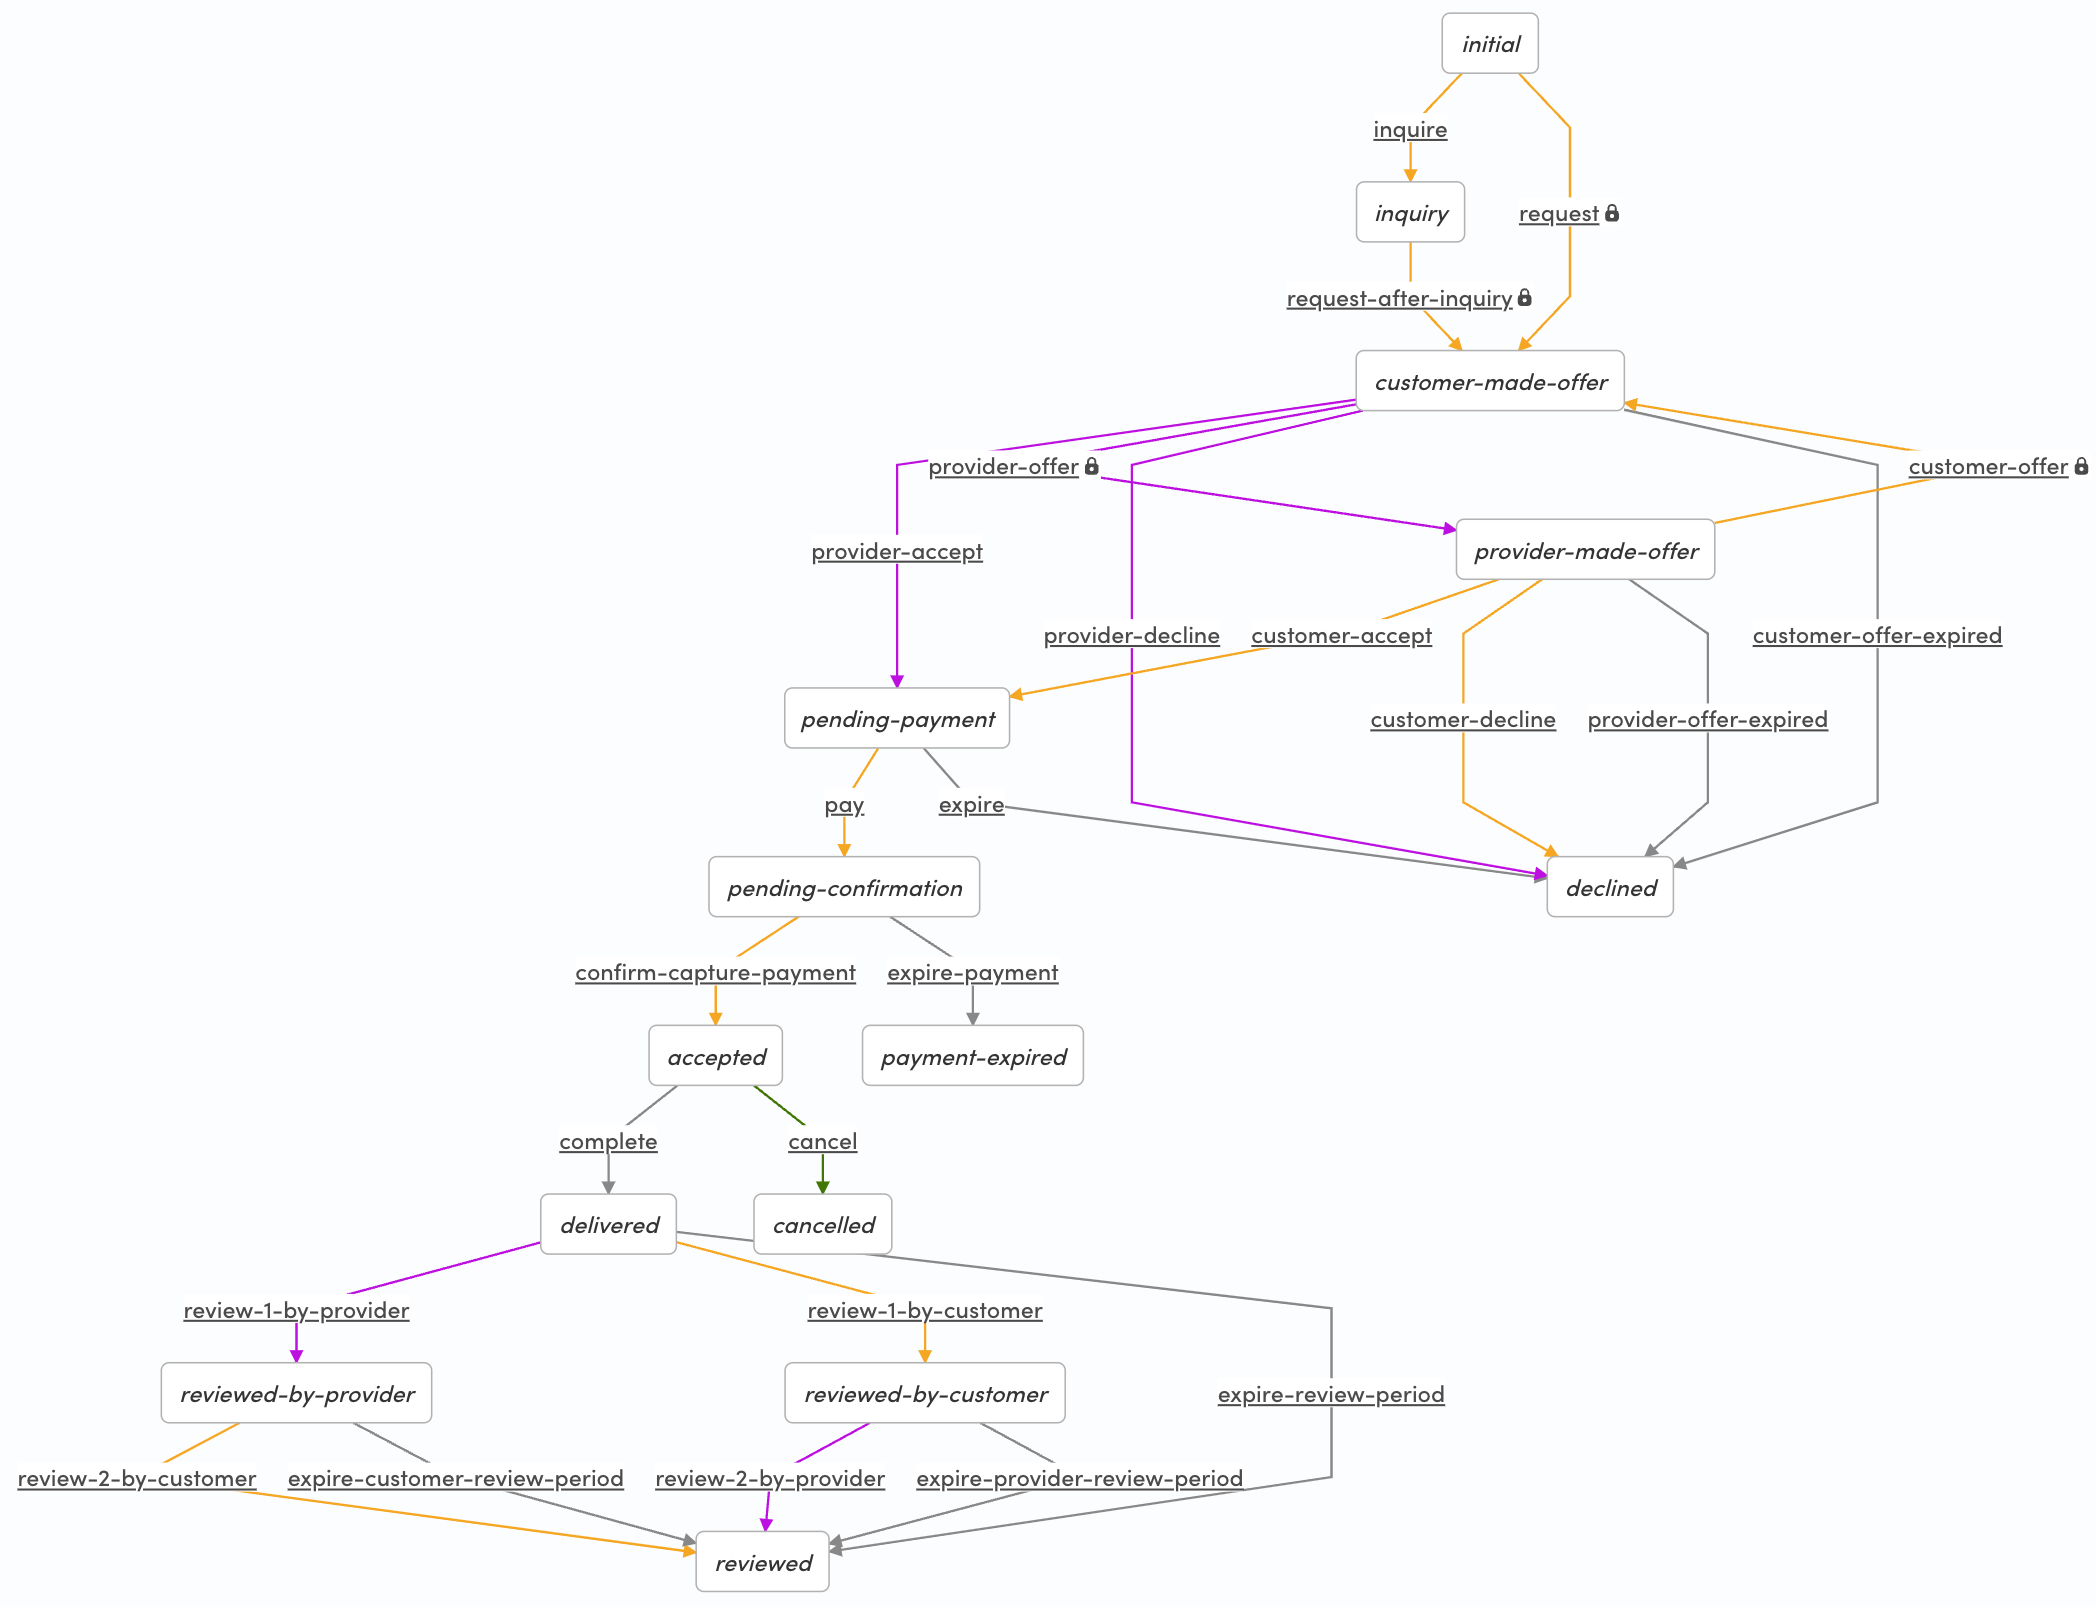 initial
inquire
inquiry
request
request-after-inquiry
customer-made-offer
provider-offer
customer-offer
provider-accept
provider-made-offer
provider-decline
customer-accept
customer-offer-expired
pending-payment
customer-decline
provider-offer-expired
pay
expire
pending-confirmation
declined
confirm-capture-payment
expire-payment
accepted
payment-expired
complete
cancel
delivered
cancelled
review-1-by-provider
review-1-by-customer
reviewed-by-provider
reviewed-by-customer
expire-review-period
review-2-by-customer
expire-customer-review-period
review-2-by-provider
expire-provider-review-period
reviewed